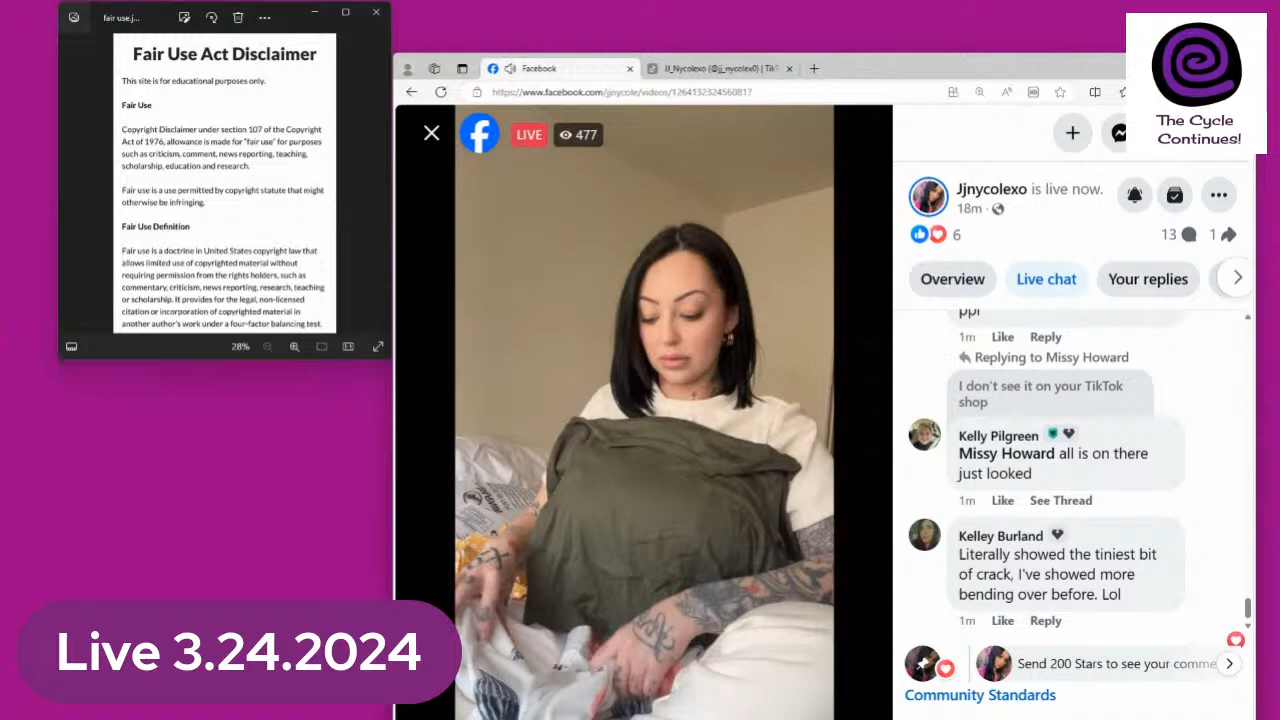 fair use.j...
Fair Use Act Disclaimer
This site is for educational purposes only.
Fair Use
Copyright Disclaimer under section 107 of the Copyright
Act of 1976, allowance is made for "fair use" for purposes
such as criticism, comment, news reporting, teaching,
scholarship, education and research.
Fair use is a use permitted by copyright statute that might
otherwise be infringing.
Fair Use Definition
Fair use is a doctrine in United States copyright law that
allows limited use of copyrighted material without
requiring permission from the rights holders, such as
commentary, criticism, news reporting, research, teaching
or scholarship. It provides for the legal, non-licensed
citation or incorporation of copyrighted material in
another author's work under a four-factor balancing test.
28%
Facebook
JJ_Nycolexo (@jj_nycolex0) | TikT
https://www.facebook.com/jjnycole/videos/1264132324560817?
The Cycle
Continues!
LIVE
477
Jjnycolexo is live now.
18m
6
13
1
Overview
Live chat
Your replies
ppl
1m Like Reply
Replying to Missy Howard
I don't see it on your TikTok
shop
Kelly Pilgreen
Missy Howard all is on there
just looked
1m Like See Thread
Kelley Burland
Literally showed the tiniest bit
of crack, I've showed more
bending over before. Lol
1m Like Reply
Send 200 Stars to see your comme
Community Standards
Live 3.24.2024